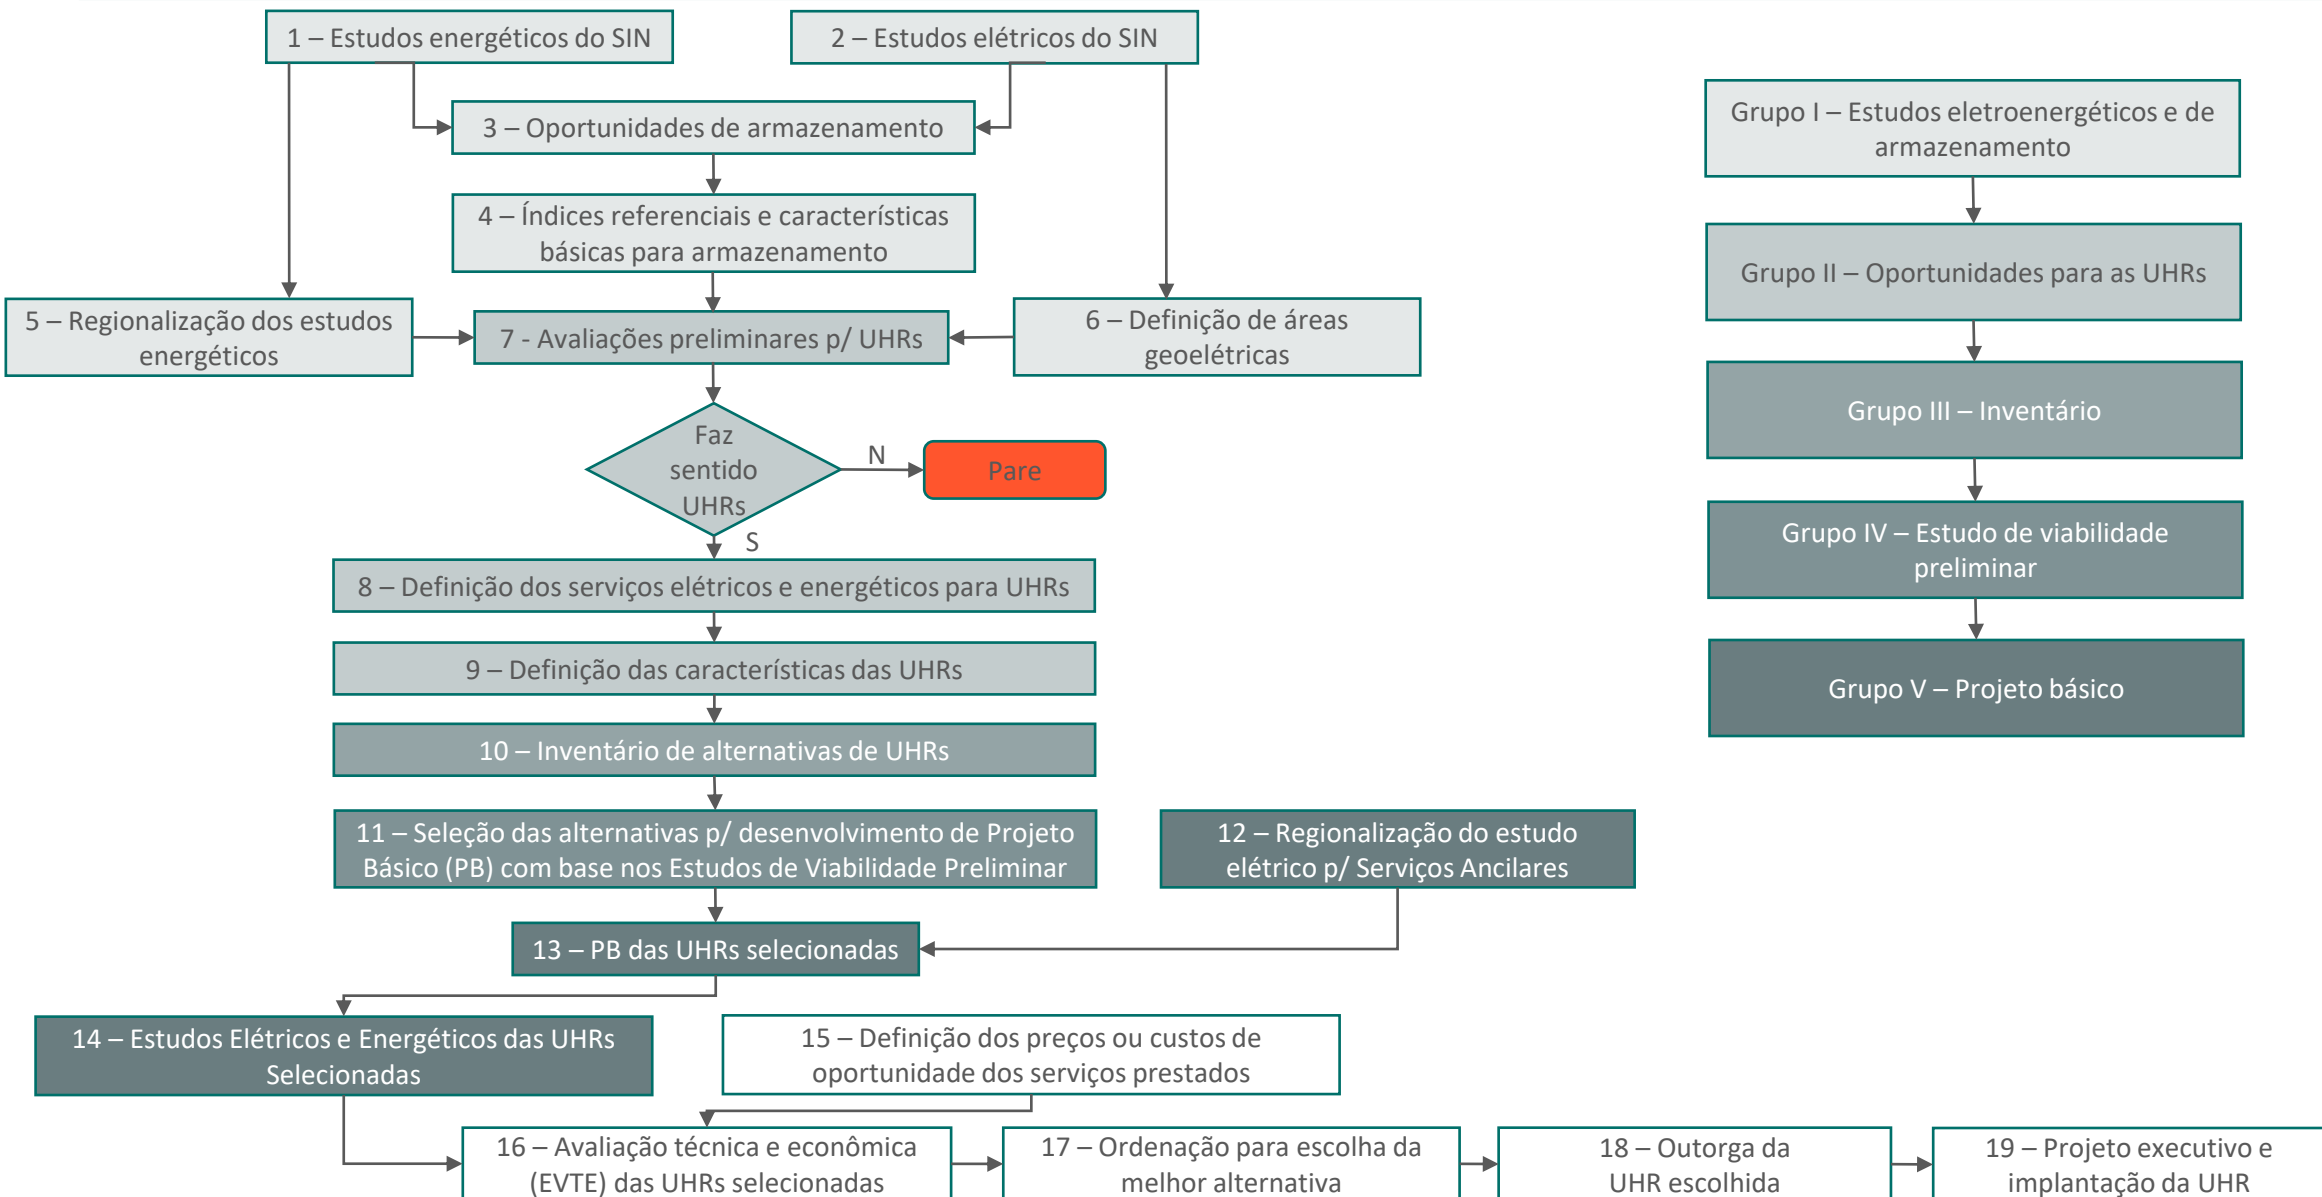 1 – Estudos energéticos do SIN
2 – Estudos elétricos do SIN
3 – Oportunidades de armazenamento
4 – Índices referenciais e características
básicas para armazenamento
5 – Regionalização dos estudos
energéticos
7 - Avaliações preliminares p/ UHRs
6 – Definição de áreas
geoelétricas
Faz
sentido
UHRs
N
Pare
S
8 – Definição dos serviços elétricos e energéticos para UHRs
9 – Definição das características das UHRs
10 – Inventário de alternativas de UHRs
11 – Seleção das alternativas p/ desenvolvimento de Projeto
Básico (PB) com base nos Estudos de Viabilidade Preliminar
12 – Regionalização do estudo
elétrico p/ Serviços Ancilares
13 – PB das UHRs selecionadas
14 – Estudos Elétricos e Energéticos das UHRs
Selecionadas
15 – Definição dos preços ou custos de
oportunidade dos serviços prestados
16 – Avaliação técnica e econômica
(EVTE) das UHRs selecionadas
17 – Ordenação para escolha da
melhor alternativa
18 – Outorga da
UHR escolhida
19 – Projeto executivo e
implantação da UHR
Grupo I – Estudos eletroenergéticos e de
armazenamento
Grupo II – Oportunidades para as UHRs
Grupo III – Inventário
Grupo IV – Estudo de viabilidade
preliminar
Grupo V – Projeto básico